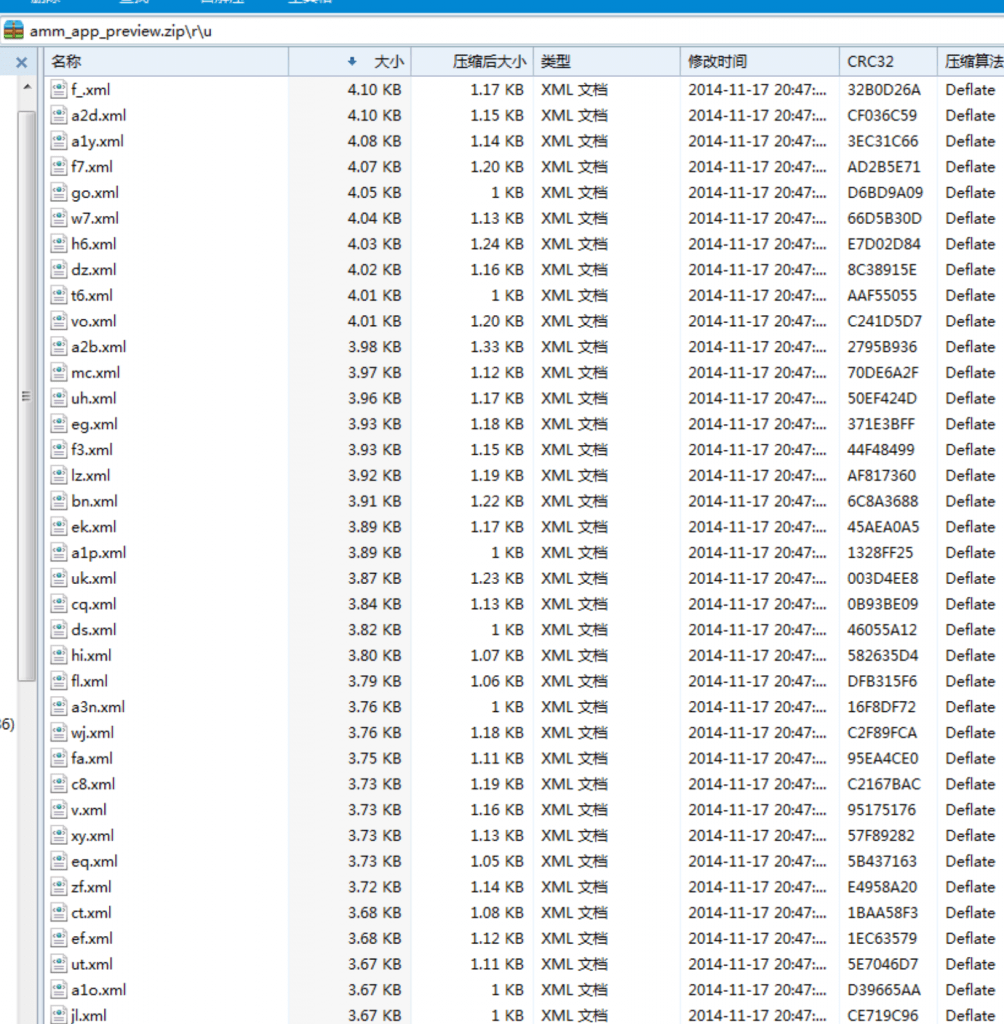 amm_app_preview.zip\r\u
名称 大小 压缩后大小 类型 修改时间 CRC32 压缩算法
f_.xml 4.10 KB 1.17 KB XML 文档 2014-11-17 20:47:... 32B0D26A Deflate
a2d.xml 4.10 KB 1.15 KB XML 文档 2014-11-17 20:47:... CF036C59 Deflate
a1y.xml 4.08 KB 1.14 KB XML 文档 2014-11-17 20:47:... 3EC31C66 Deflate
f7.xml 4.07 KB 1.20 KB XML 文档 2014-11-17 20:47:... AD2B5E71 Deflate
go.xml 4.05 KB 1 KB XML 文档 2014-11-17 20:47:... D6BD9A09 Deflate
w7.xml 4.04 KB 1.13 KB XML 文档 2014-11-17 20:47:... 66D5B30D Deflate
h6.xml 4.03 KB 1.24 KB XML 文档 2014-11-17 20:47:... E7D02D84 Deflate
dz.xml 4.02 KB 1.16 KB XML 文档 2014-11-17 20:47:... 8C38915E Deflate
t6.xml 4.01 KB 1 KB XML 文档 2014-11-17 20:47:... AAF55055 Deflate
vo.xml 4.01 KB 1.20 KB XML 文档 2014-11-17 20:47:... C241D5D7 Deflate
a2b.xml 3.98 KB 1.33 KB XML 文档 2014-11-17 20:47:... 2795B936 Deflate
mc.xml 3.97 KB 1.12 KB XML 文档 2014-11-17 20:47:... 70DE6A2F Deflate
uh.xml 3.96 KB 1.17 KB XML 文档 2014-11-17 20:47:... 50EF424D Deflate
eg.xml 3.93 KB 1.18 KB XML 文档 2014-11-17 20:47:... 371E3BFF Deflate
f3.xml 3.93 KB 1.15 KB XML 文档 2014-11-17 20:47:... 44F48499 Deflate
lz.xml 3.92 KB 1.19 KB XML 文档 2014-11-17 20:47:... AF817360 Deflate
bn.xml 3.91 KB 1.22 KB XML 文档 2014-11-17 20:47:... 6C8A3688 Deflate
ek.xml 3.89 KB 1.17 KB XML 文档 2014-11-17 20:47:... 45AEA0A5 Deflate
a1p.xml 3.89 KB 1 KB XML 文档 2014-11-17 20:47:... 1328FF25 Deflate
uk.xml 3.87 KB 1.23 KB XML 文档 2014-11-17 20:47:... 003D4EE8 Deflate
cq.xml 3.84 KB 1.13 KB XML 文档 2014-11-17 20:47:... 0B93BE09 Deflate
ds.xml 3.82 KB 1 KB XML 文档 2014-11-17 20:47:... 46055A12 Deflate
hi.xml 3.80 KB 1.07 KB XML 文档 2014-11-17 20:47:... 582635D4 Deflate
fl.xml 3.79 KB 1.06 KB XML 文档 2014-11-17 20:47:... DFB315F6 Deflate
a3n.xml 3.76 KB 1 KB XML 文档 2014-11-17 20:47:... 16F8DF72 Deflate
wj.xml 3.76 KB 1.18 KB XML 文档 2014-11-17 20:47:... C2F89FCA Deflate
fa.xml 3.75 KB 1.11 KB XML 文档 2014-11-17 20:47:... 95EA4CE0 Deflate
c8.xml 3.73 KB 1.19 KB XML 文档 2014-11-17 20:47:... C2167BAC Deflate
v.xml 3.73 KB 1.16 KB XML 文档 2014-11-17 20:47:... 95175176 Deflate
xy.xml 3.73 KB 1.13 KB XML 文档 2014-11-17 20:47:... 57F89282 Deflate
eq.xml 3.73 KB 1.05 KB XML 文档 2014-11-17 20:47:... 5B437163 Deflate
zf.xml 3.72 KB 1.14 KB XML 文档 2014-11-17 20:47:... E4958A20 Deflate
ct.xml 3.68 KB 1.08 KB XML 文档 2014-11-17 20:47:... 1BAA58F3 Deflate
ef.xml 3.68 KB 1.12 KB XML 文档 2014-11-17 20:47:... 1EC63579 Deflate
ut.xml 3.67 KB 1.11 KB XML 文档 2014-11-17 20:47:... 5E7046D7 Deflate
a1o.xml 3.67 KB 1 KB XML 文档 2014-11-17 20:47:... D39665AA Deflate
jl.xml 3.67 KB 1 KB XML 文档 2014-11-17 20:47:... CE719C96 Deflate